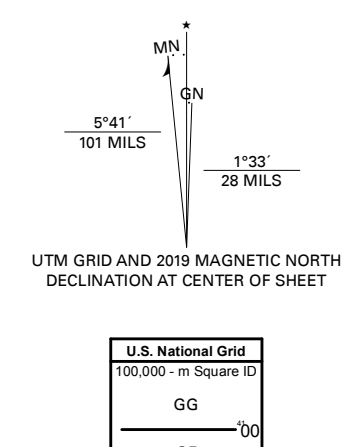 ★
MN
GN
5°41´
101 MILS
1°33´
28 MILS
UTM GRID AND 2019 MAGNETIC NORTH
DECLINATION AT CENTER OF SHEET
U.S. National Grid
100,000 - m Square ID
GG
⁴¹00